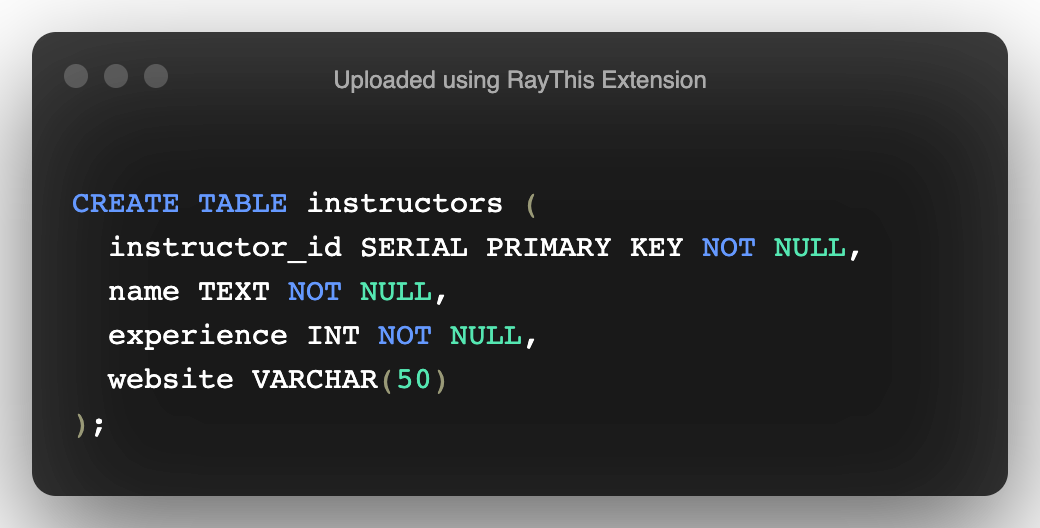 Uploaded using RayThis Extension
CREATE TABLE instructors (
  instructor_id SERIAL PRIMARY KEY NOT NULL,
  name TEXT NOT NULL,
  experience INT NOT NULL,
  website VARCHAR(50)
);